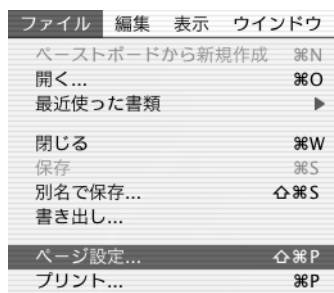 ファイル 編集 表示 ウインドウ
ペーストボードから新規作成 ⌘N
開く... ⌘O
最近使った書類 ▶
閉じる ⌘W
保存 ⌘S
別名で保存... ⇧⌘S
書き出し...
ページ設定... ⇧⌘P
プリント... ⌘P